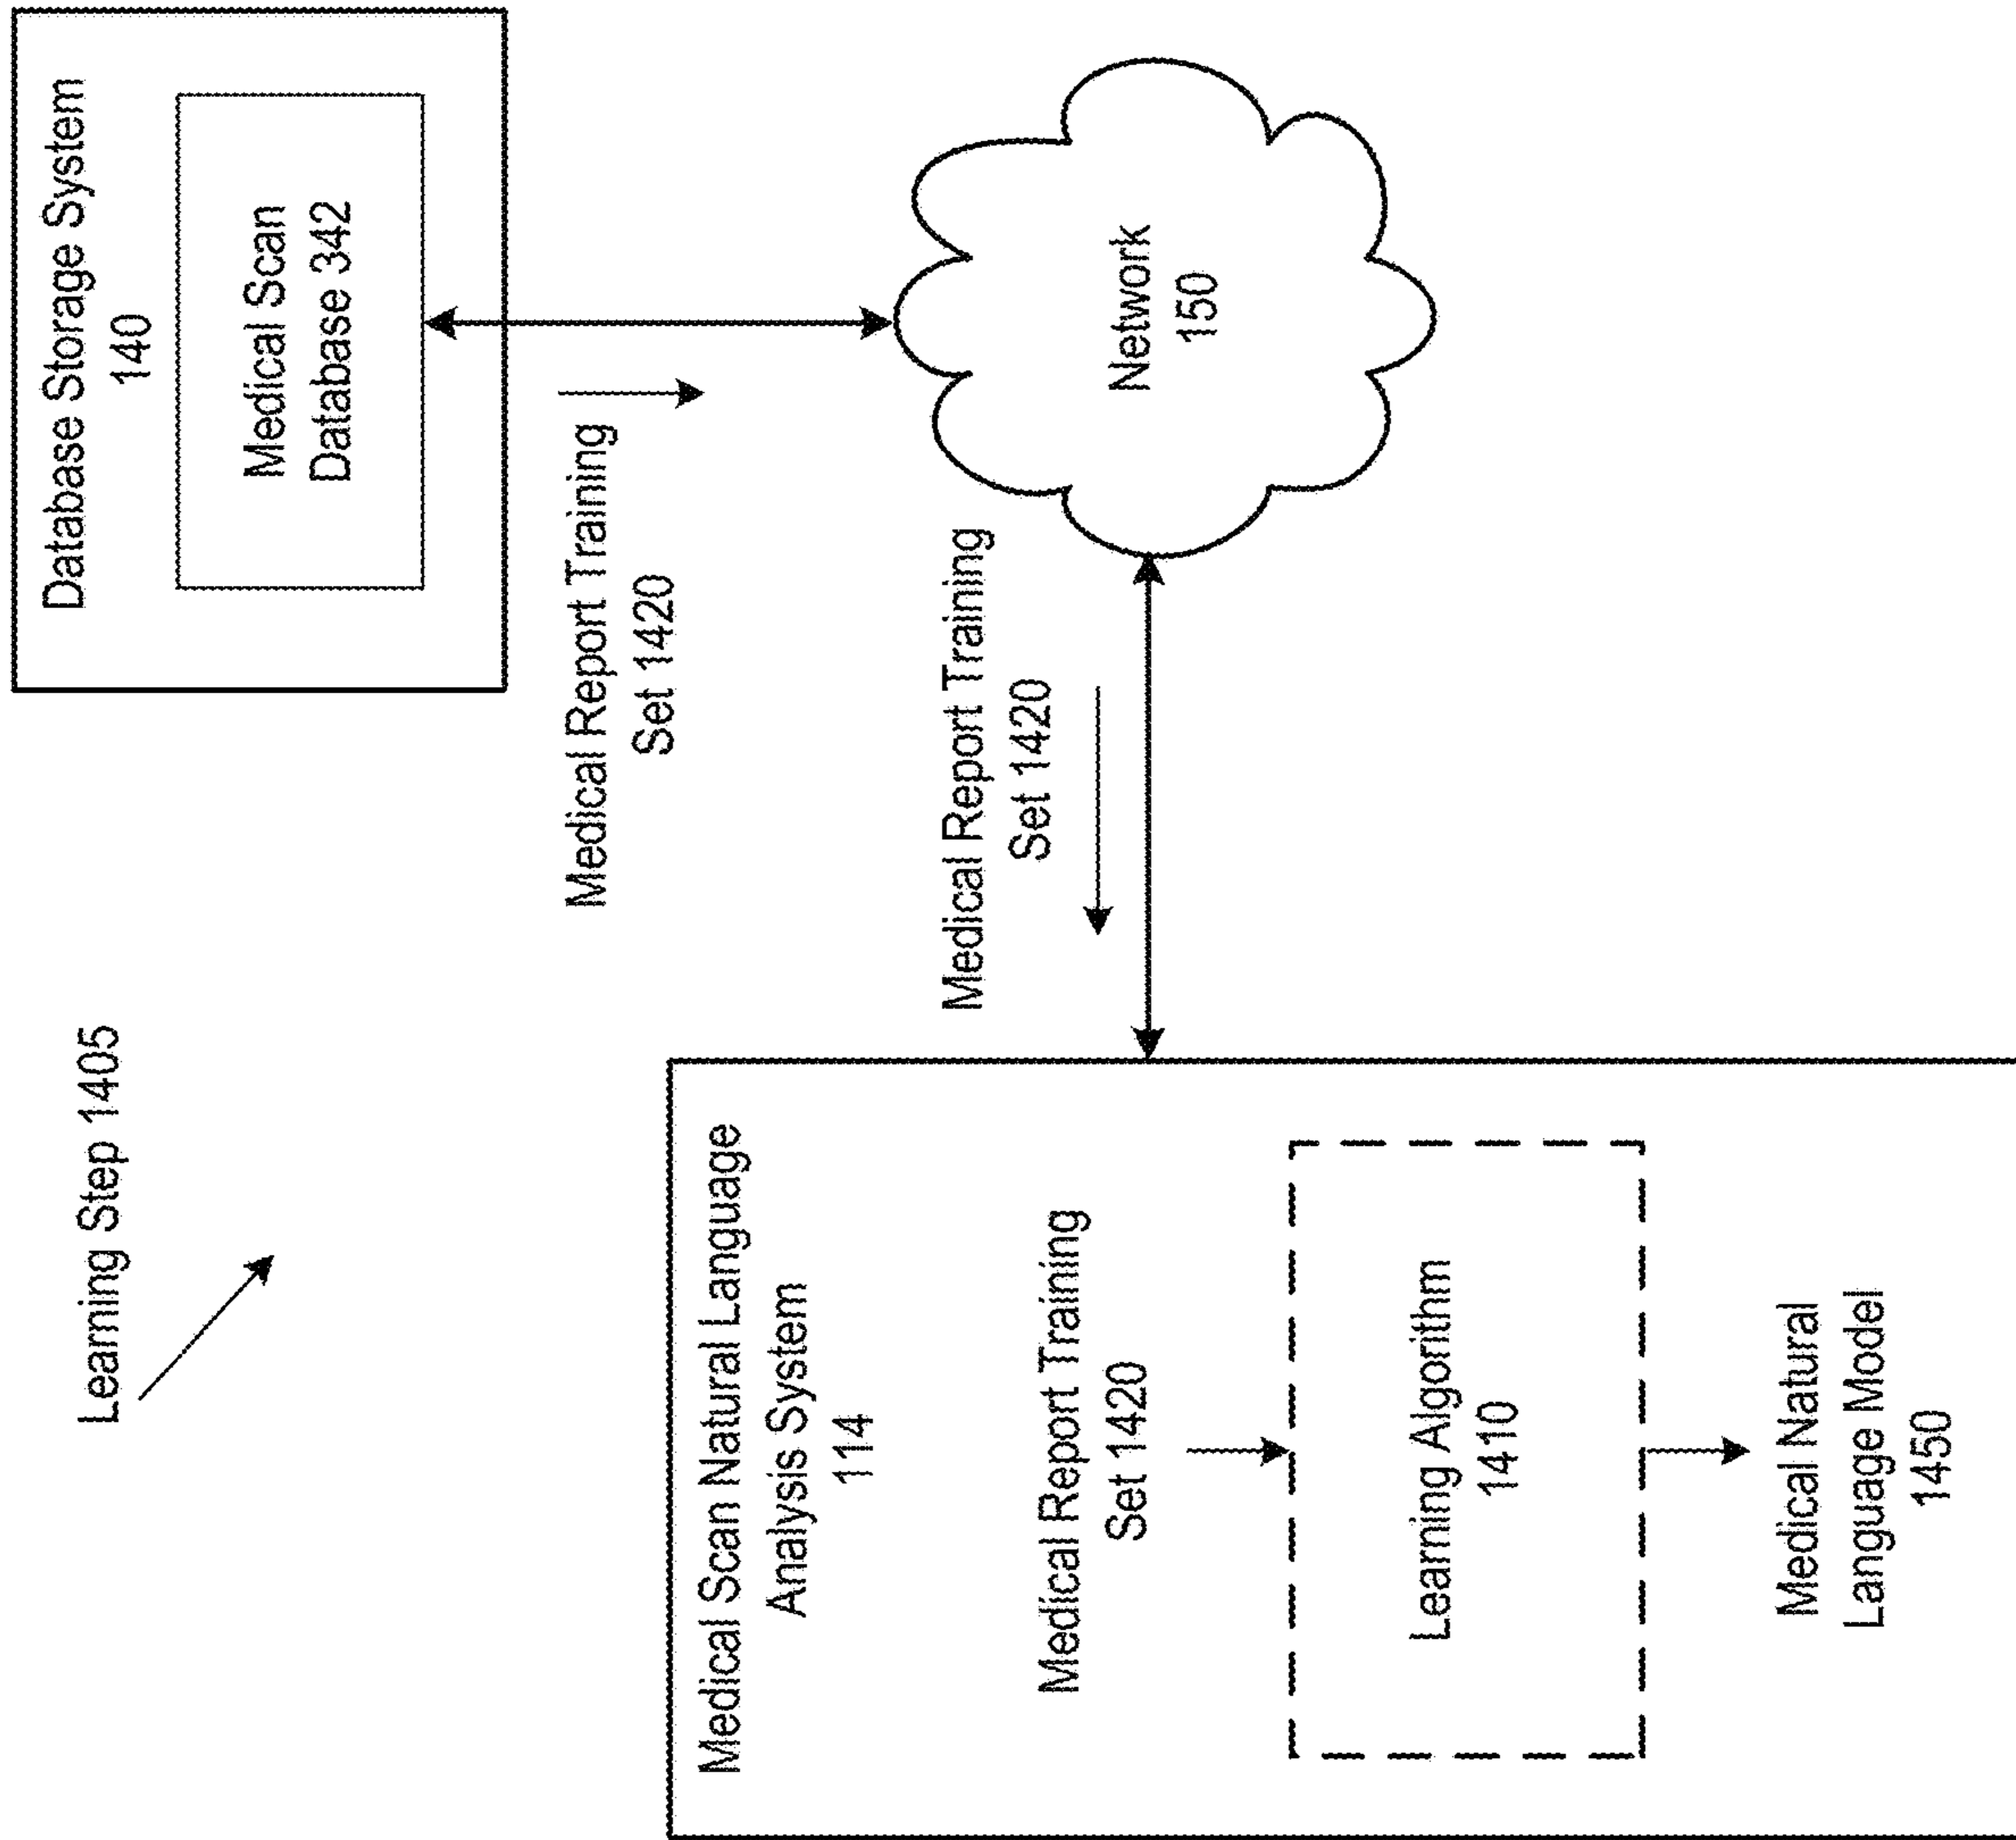 Learning Step 1405
Database Storage System
140
Medical Scan
Database 342
Medical Report Training
Set 1420
Medical Report Training
Set 1420
Network
150
Medical Scan Natural Language
Analysis System
114
Medical Report Training
Set 1420
Learning Algorithm
1410
Medical Natural
Language Model
1450